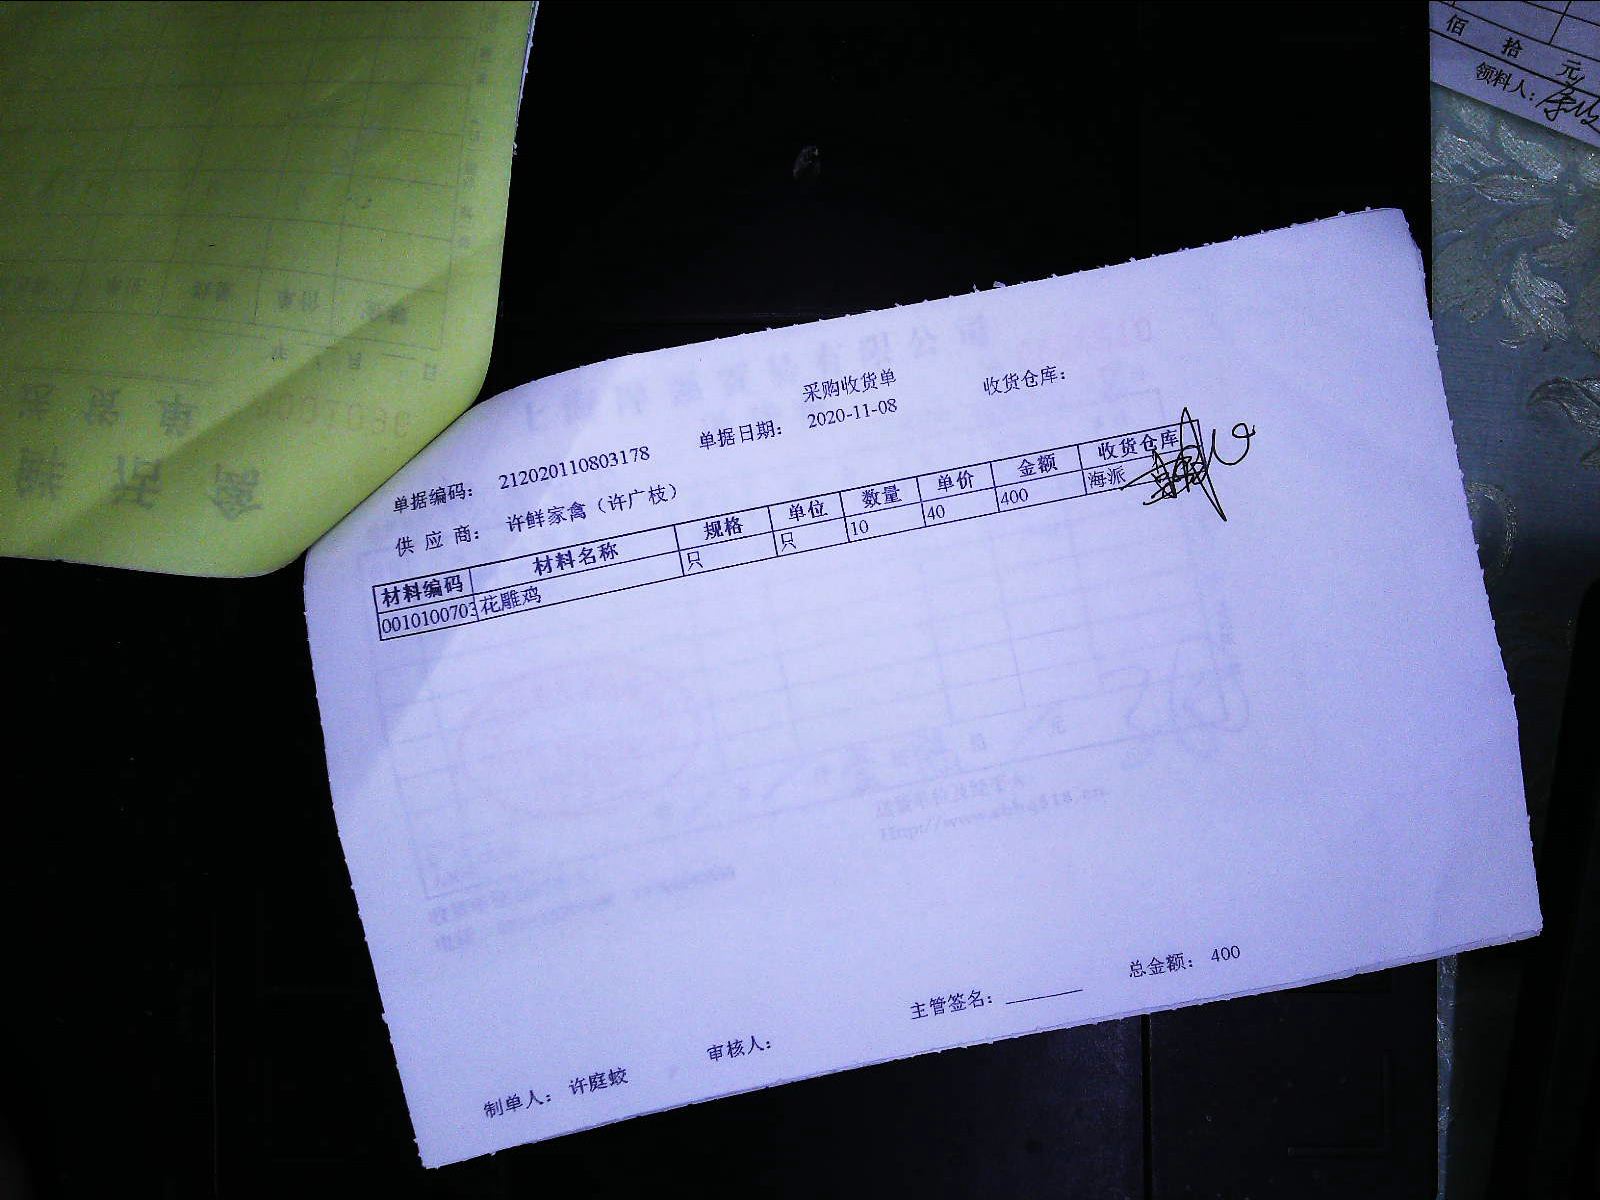 佰 拾 元
领料人：
采购收货单
单据编码： 212020110803178 单据日期： 2020-11-08 收货仓库：
供 应 商： 许鲜家禽（许广枝）
材料编码 材料名称 规格 单位 数量 单价 金额 收货仓库
001010070 花雕鸡 只 只 10 40 400 海派
制单人： 许庭蛟 审核人： 主管签名： 总金额： 400